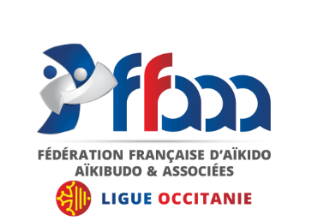 ffaaa
FÉDÉRATION FRANÇAISE D'AÏKIDO
AÏKIBUDO & ASSOCIÉES
LIGUE OCCITANIE